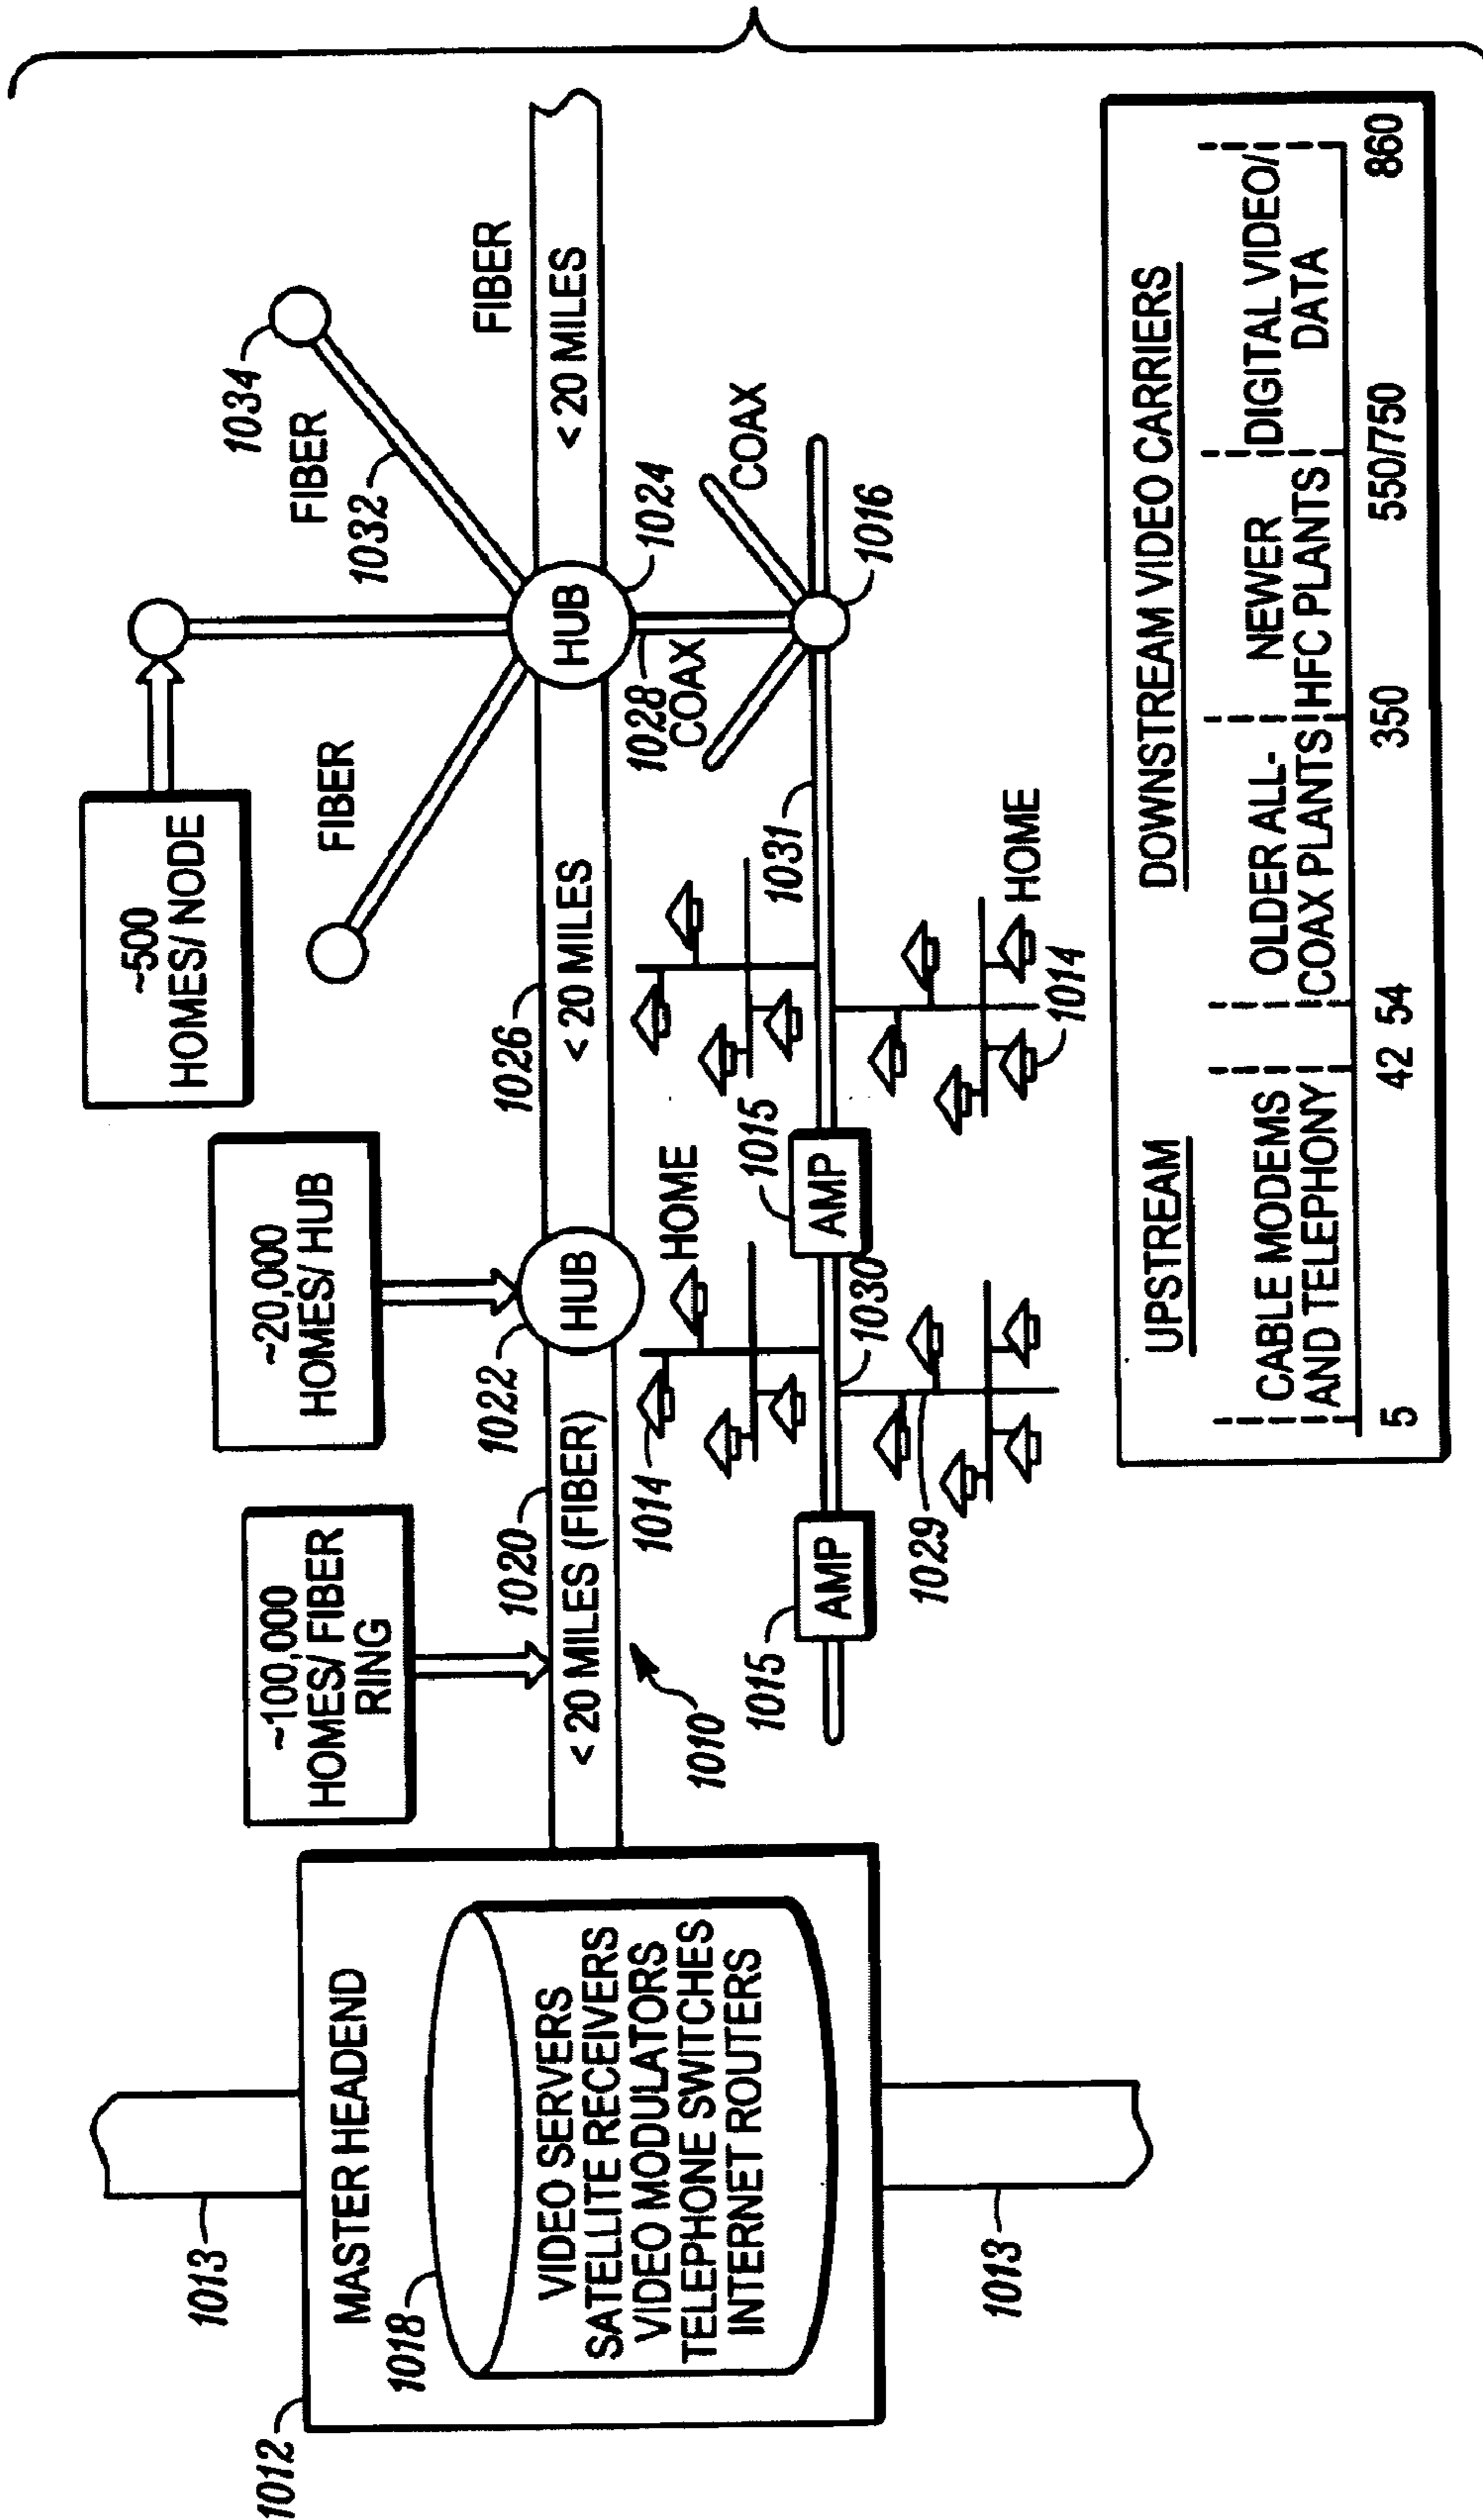 1012
1013
MASTER HEADEND
1018
VIDEO SERVERS
SATELLITE RECEIVERS
VIDEO MODULATORS
TELEPHONE SWITCHES
INTERNET ROUTERS
1013
~100,000
HOMES/FIBER
RING
1020
< 20 MILES (FIBER)
1010
~20,000
HOMES/HUB
1022
HUB
1026
< 20 MILES
~500
HOMES/NODE
FIBER
FIBER
1032
1034
HUB
1024
FIBER
< 20 MILES
1028
COAX
COAX
1016
1031
1015
AMP
1014
HOME
1015
AMP
1030
1029
HOME
1014
UPSTREAM
DOWNSTREAM VIDEO CARRIERS
CABLE MODEMS
AND TELEPHONY
OLDER ALL-
COAX PLANTS
NEWER
HFC PLANTS
DIGITAL VIDEO/
DATA
5
42
54
350
550/750
860